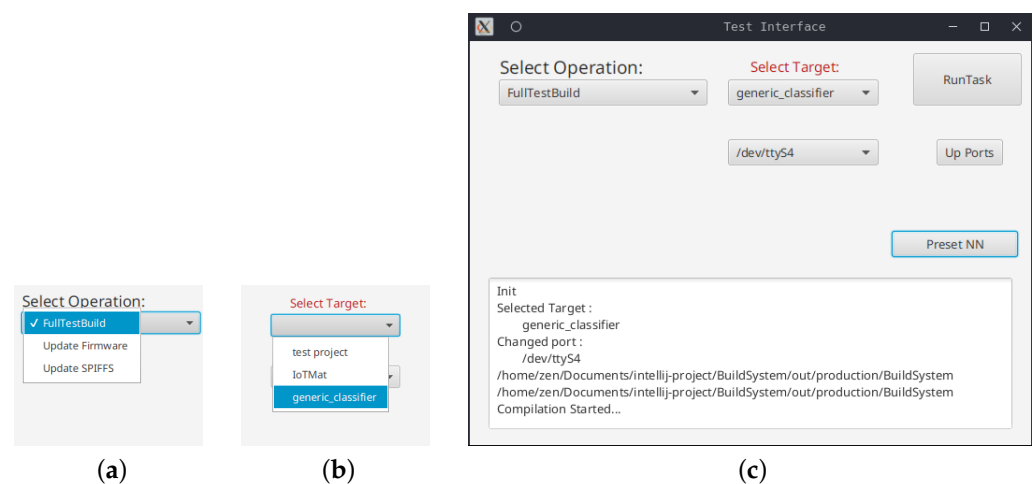 Select Operation:
✓ FullTestBuild
Update Firmware
Update SPIFFS
(a)
Select Target:
test project
IoTMat
generic_classifier
(b)
Test Interface
Select Operation:
Select Target:
FullTestBuild
generic_classifier
RunTask
/dev/ttyS4
Up Ports
Preset NN
Init
Selected Target :
generic_classifier
Changed port :
/dev/ttyS4
/home/zen/Documents/intellij-project/BuildSystem/out/production/BuildSystem
/home/zen/Documents/intellij-project/BuildSystem/out/production/BuildSystem
Compilation Started...
(c)